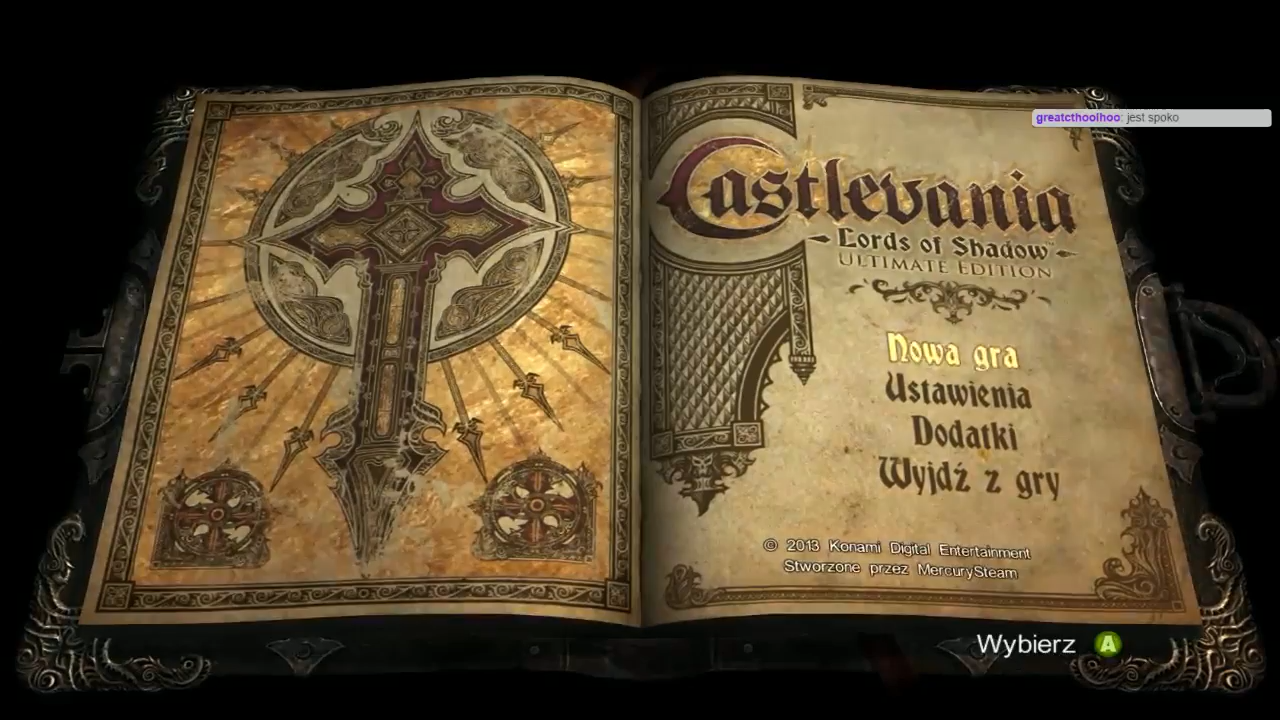 greatcthoolhoo: jest spoko
Castlevania
Lords of Shadow™
ULTIMATE EDITION
Nowa gra
Ustawienia
Dodatki
Wyjdź z gry
© 2013 Konami Digital Entertainment
Stworzone przez MercurySteam
Wybierz A